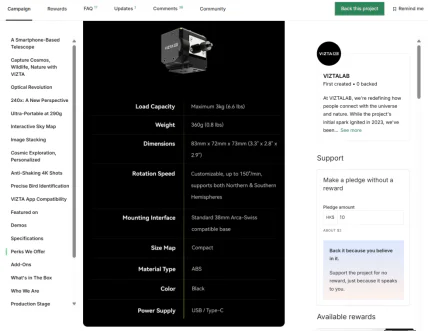 Campaign
Rewards
FAQ
Updates
Comments
Community
Back this project
Remind me
A Smartphone-Based
Telescope
Capture Cosmos,
Wildlife, Nature with
VIZTA
Optical Revolution
240x: A New Perspective
Ultra-Portable at 290g
Interactive Sky Map
Image Stacking
Cosmic Exploration,
Personalized
Anti-Shaking 4K Shots
Precise Bird Identification
VIZTA App Compatibility
Featured on
Demos
Specifications
Perks We Offer
Add-Ons
What's in The Box
Who We Are
Production Stage
Load Capacity Maximum 3kg (6.6 lbs)
Weight 360g (0.8 lbs)
Dimensions 83mm x 72mm x 73mm (3.3" x 2.8" x
2.9")
Rotation Speed Customizable, up to 150°/min,
supports both Northern & Southern
Hemispheres
Mounting Interface Standard 38mm Arca-Swiss
compatible base
Size Map Compact
Material Type ABS
Color Black
Power Supply USB / Type-C
VIZTALAB
First created • 0 backed
At VIZTALAB, we're redefining how
people connect with the universe
and nature. While the project's
initial spark ignited in 2023, we've
been... See more
Support
Make a pledge without a
reward
Pledge amount
HK$ 10
ABOUT $2
Back it because you believe
in it.
Support the project for no
reward, just because it speaks
to you.
Available rewards